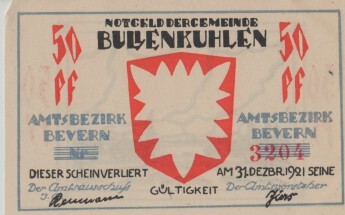 NOTGELD DER GEMEINDE
BULLENKUHLEN
50 PF
50 PF
AMTSBEZIRK BEVERN
AMTSBEZIRK BEVERN
Nº
3204
DIESER SCHEIN VERLIERT AM 31. DEZBR. 1921 SEINE
GÜLTIGKEIT
Der Amtsausschuß
Der Amtsvorsteher